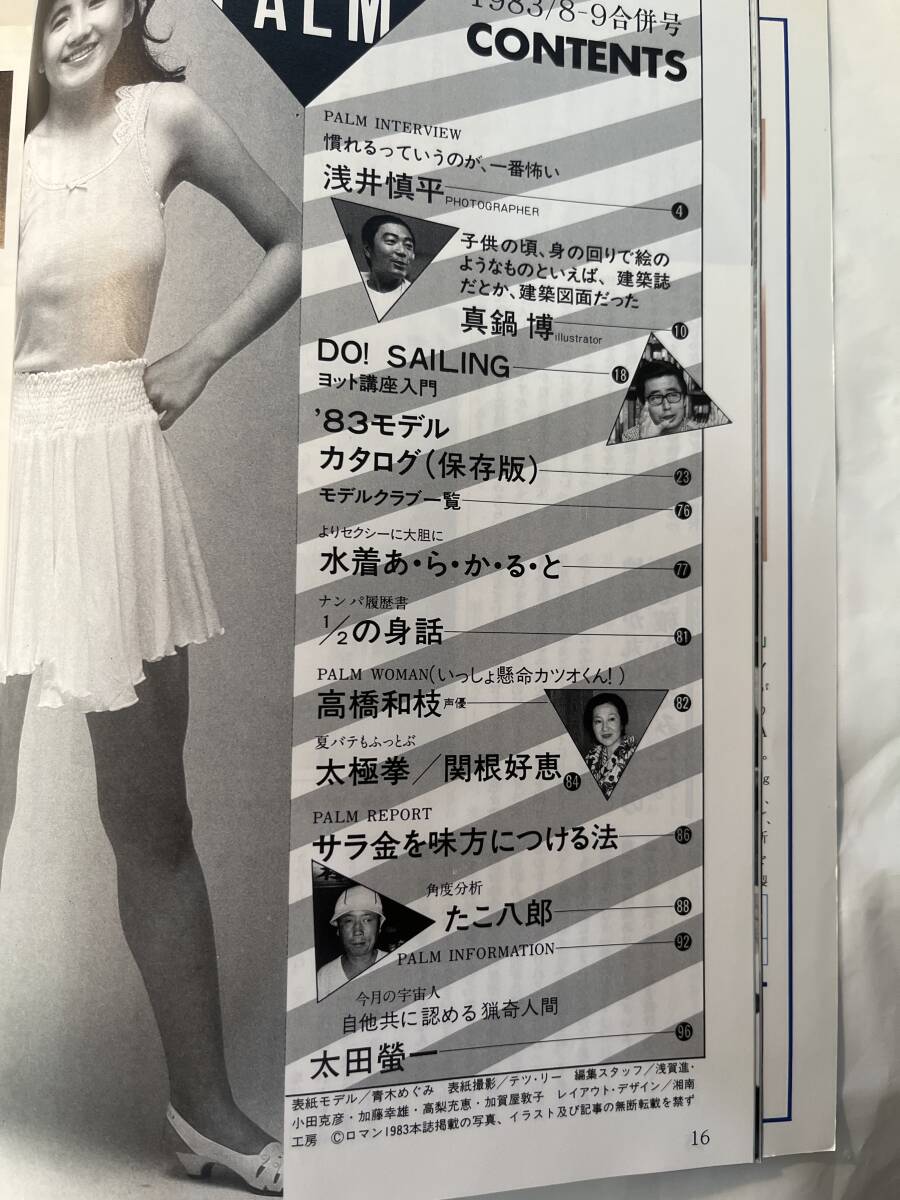 PALM
1983/8-9合併号
CONTENTS
PALM INTERVIEW
慣れるっていうのが、一番怖い
浅井慎平 PHOTOGRAPHER 4
子供の頃、身の回りで絵の
ようなものといえば、建築誌
だとか、建築図面だった
真鍋 博 illustrator 10
DO! SAILING 18
ヨット講座入門
'83モデル
カタログ(保存版) 23
モデルクラブ一覧 76
よりセクシーに大胆に
水着あ・ら・か・る・と 77
ナンパ履歴書
1/2の身話 81
PALM WOMAN(いっしょ懸命カツオくん!)
高橋和枝 声優 82
夏バテもふっとぶ
太極拳/関根好恵 84
PALM REPORT
サラ金を味方につける法 86
角度分析
たこ八郎 88
PALM INFORMATION 92
今月の宇宙人
自他共に認める猟奇人間
太田螢一 96
表紙モデル/青木めぐみ 表紙撮影/テツ・リー 編集スタッフ/浅賀進・
小田克彦・加藤幸雄・高梨充恵・加賀屋敦子 レイアウト・デザイン/湘南
工房 ©ロマン1983本誌掲載の写真、イラスト及び記事の無断転載を禁ず
16